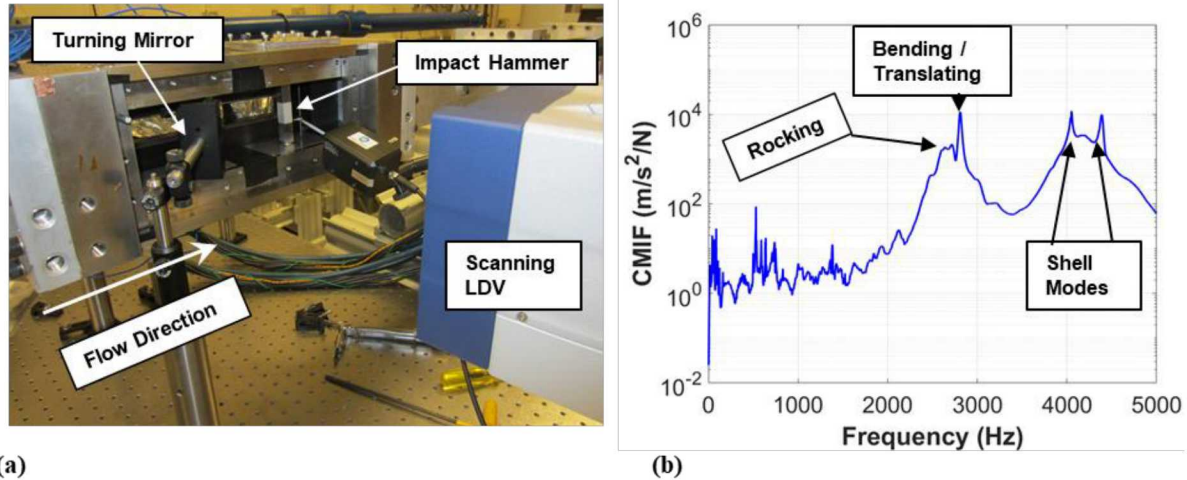 Turning Mirror
Impact Hammer
Scanning
LDV
Flow Direction
(a)
10^6
10^4
10^2
10^0
10^-2
CMIF (m/s^2/N)
Bending /
Translating
Rocking
Shell
Modes
0 1000 2000 3000 4000 5000
Frequency (Hz)
(b)